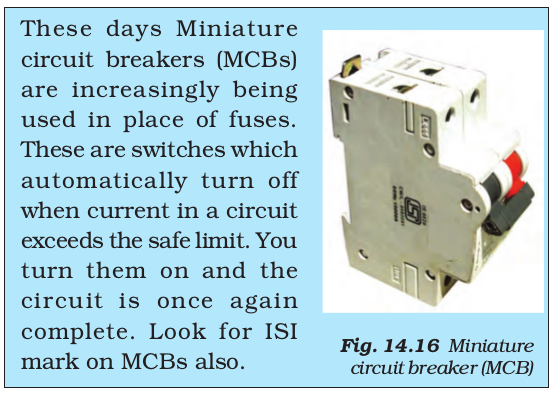 These days Miniature
circuit breakers (MCBs)
are increasingly being
used in place of fuses.
These are switches which
automatically turn off
when current in a circuit
exceeds the safe limit. You
turn them on and the
circuit is once again
complete. Look for ISI
mark on MCBs also.
Fig. 14.16 Miniature
circuit breaker (MCB)